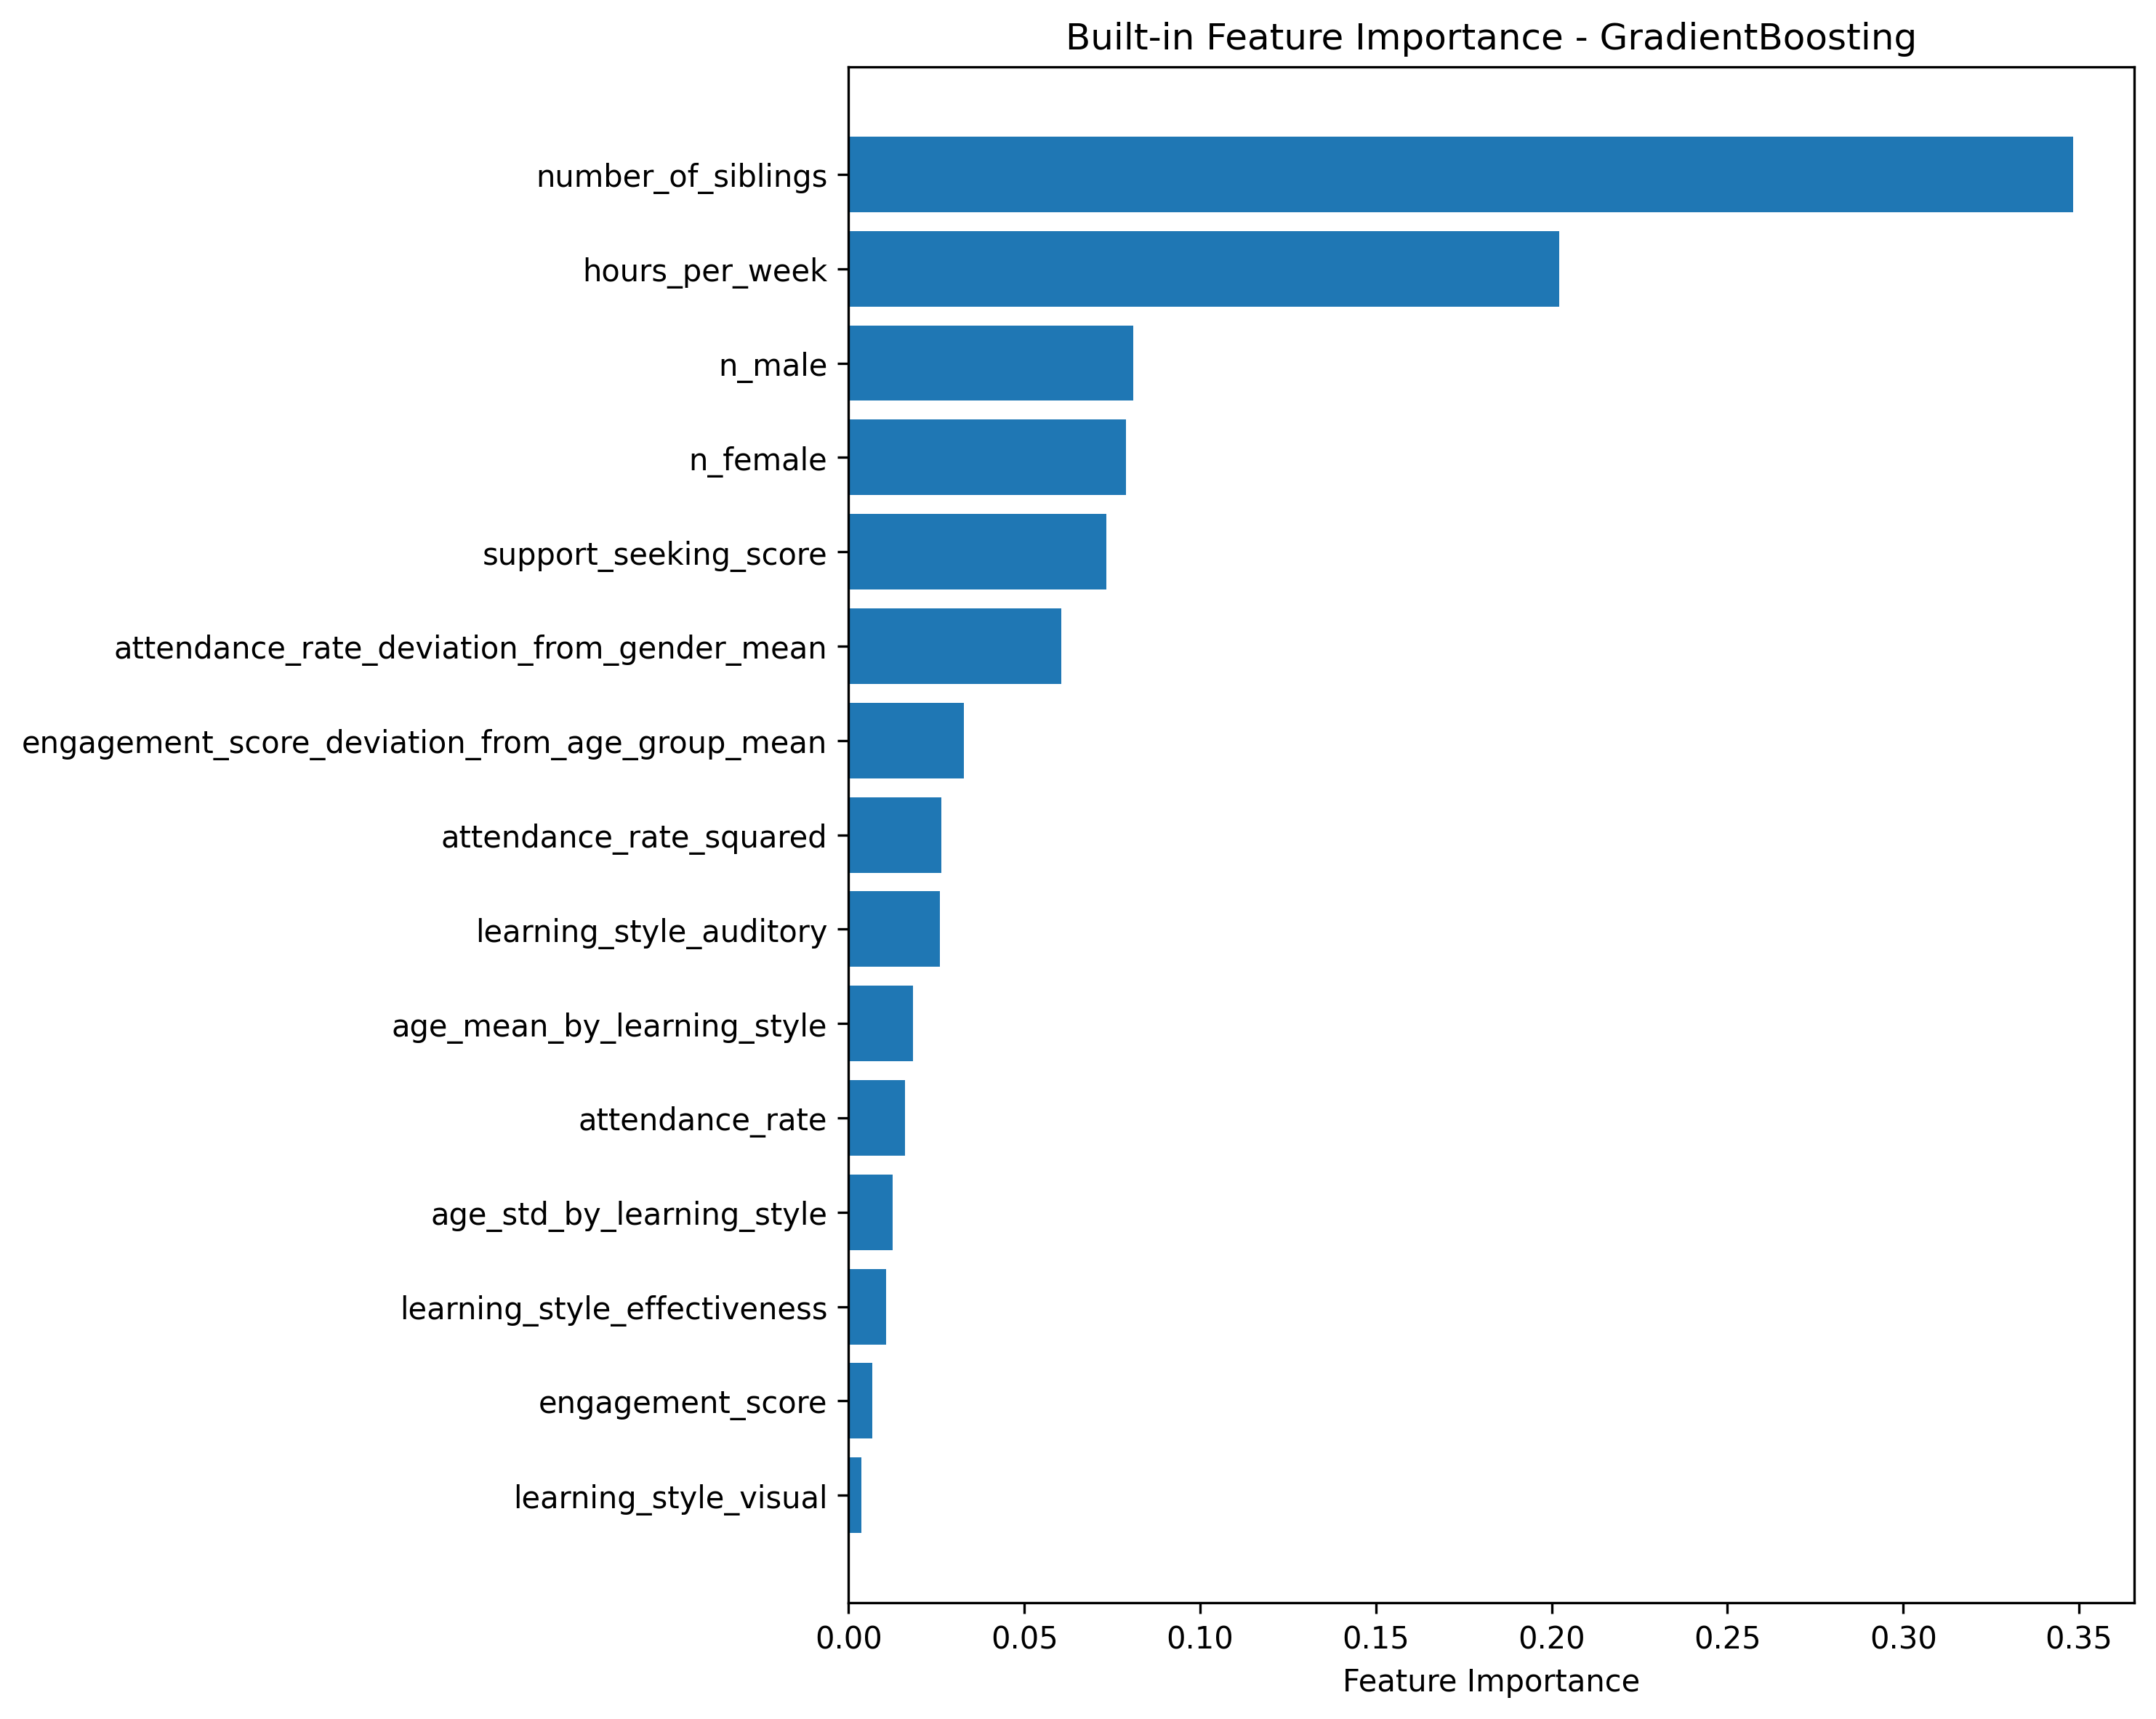 Built-in Feature Importance - GradientBoosting
number_of_siblings
hours_per_week
n_male
n_female
support_seeking_score
attendance_rate_deviation_from_gender_mean
engagement_score_deviation_from_age_group_mean
attendance_rate_squared
learning_style_auditory
age_mean_by_learning_style
attendance_rate
age_std_by_learning_style
learning_style_effectiveness
engagement_score
learning_style_visual
0.00 0.05 0.10 0.15 0.20 0.25 0.30 0.35
Feature Importance